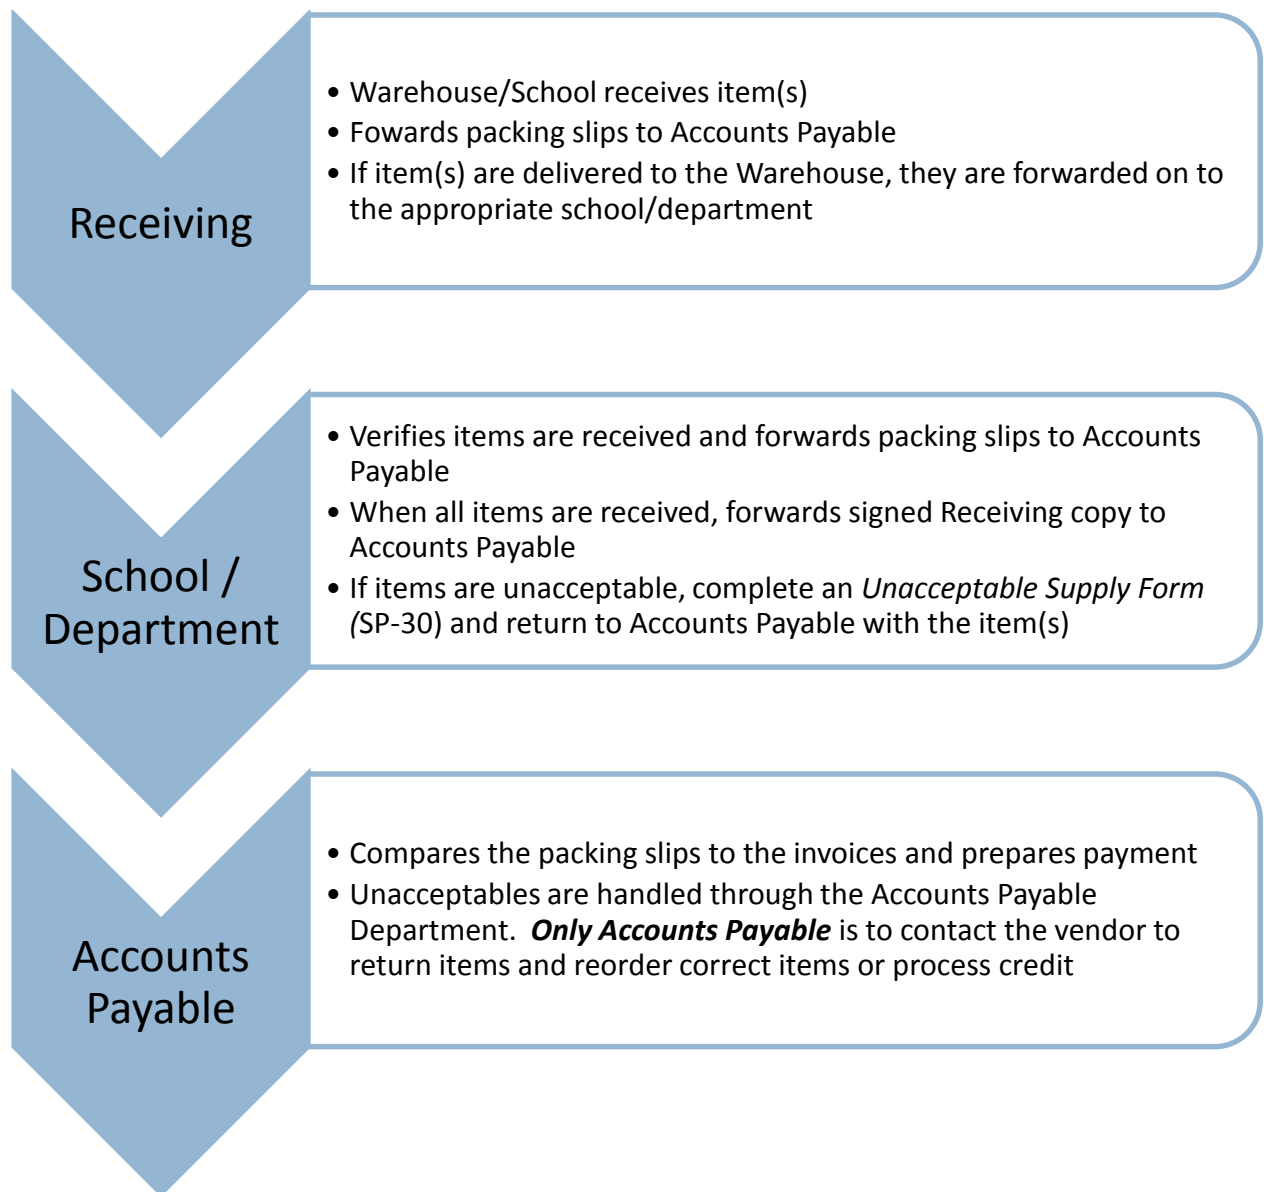 Receiving
• Warehouse/School receives item(s)
• Fowards packing slips to Accounts Payable
• If item(s) are delivered to the Warehouse, they are forwarded on to
the appropriate school/department
School /
Department
• Verifies items are received and forwards packing slips to Accounts
Payable
• When all items are received, forwards signed Receiving copy to
Accounts Payable
• If items are unacceptable, complete an Unacceptable Supply Form
(SP-30) and return to Accounts Payable with the item(s)
Accounts
Payable
• Compares the packing slips to the invoices and prepares payment
• Unacceptables are handled through the Accounts Payable
Department.  Only Accounts Payable is to contact the vendor to
return items and reorder correct items or process credit